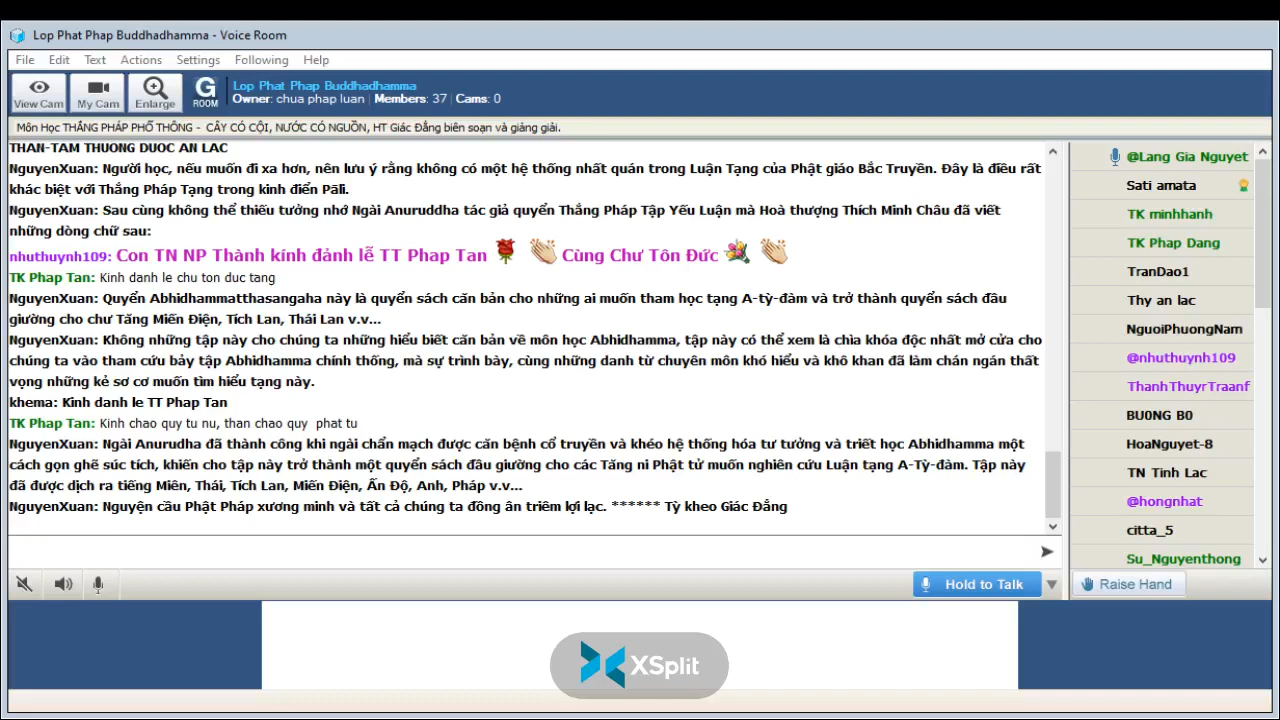 Lop Phat Phap Buddhadhamma - Voice Room
File Edit Text Actions Settings Following Help
View Cam My Cam Enlarge G ROOM
Lop Phat Phap Buddhadhamma
Owner: chua phap luan | Members: 37 | Cams: 0
Môn Học THẮNG PHÁP PHỔ THÔNG - CÂY CÓ CỘI, NƯỚC CÓ NGUỒN, HT Giác Đẳng biên soạn và giảng giải.
THAN-TAM THUONG DUOC AN LAC
NguyenXuan: Người học, nếu muốn đi xa hơn, nên lưu ý rằng không có một hệ thống nhất quán trong Luận Tạng của Phật giáo Bắc Truyền. Đây là điều rất
khác biệt với Thắng Pháp Tạng trong kinh điển Pāli.
NguyenXuan: Sau cùng không thể thiếu tưởng nhớ Ngài Anuruddha tác giả quyển Thắng Pháp Tập Yếu Luận mà Hoà thượng Thích Minh Châu đã viết
những dòng chữ sau:
nhuthuynh109: Con TN NP Thành kính đảnh lễ TT Phap Tan Cùng Chư Tôn Đức
TK Phap Tan: Kinh danh le chu ton duc tang
NguyenXuan: Quyển Abhidhammatthasangaha này là quyển sách căn bản cho những ai muốn tham học tạng A-tỳ-đàm và trở thành quyển sách đầu
giường cho chư Tăng Miến Điện, Tích Lan, Thái Lan v.v...
NguyenXuan: Không những tập này cho chúng ta những hiểu biết căn bản về môn học Abhidhamma, tập này có thể xem là chìa khóa độc nhất mở cửa cho
chúng ta vào tham cứu bảy tập Abhidhamma chính thống, mà sự trình bày, cùng những danh từ chuyên môn khó hiểu và khô khan đã làm chán ngán thất
vọng những kẻ sơ cơ muốn tìm hiểu tạng này.
khema: Kinh danh le TT Phap Tan
TK Phap Tan: Kinh chao quy tu nu, than chao quy phat tu
NguyenXuan: Ngài Anurudha đã thành công khi ngài chẩn mạch được căn bệnh cổ truyền và khéo hệ thống hóa tư tưởng và triết học Abhidhamma một
cách gọn ghẽ súc tích, khiến cho tập này trở thành một quyển sách đầu giường cho các Tăng ni Phật tử muốn nghiên cứu Luận tạng A-Tỳ-đàm. Tập này
đã được dịch ra tiếng Miên, Thái, Tích Lan, Miến Điện, Ấn Độ, Anh, Pháp v.v...
NguyenXuan: Nguyện cầu Phật Pháp xương minh và tất cả chúng ta đồng ân triêm lợi lạc. ****** Tỳ kheo Giác Đẳng
@Lang Gia Nguyet
Sati amata
TK minhhanh
TK Phap Dang
TranDao1
Thy an lac
NguoiPhuongNam
@nhuthuynh109
ThanhThuyrTraanf
BU0NG B0
HoaNguyet-8
TN Tinh Lac
@hongnhat
citta_5
Su_Nguyenthong
Hold to Talk
Raise Hand
XSplit